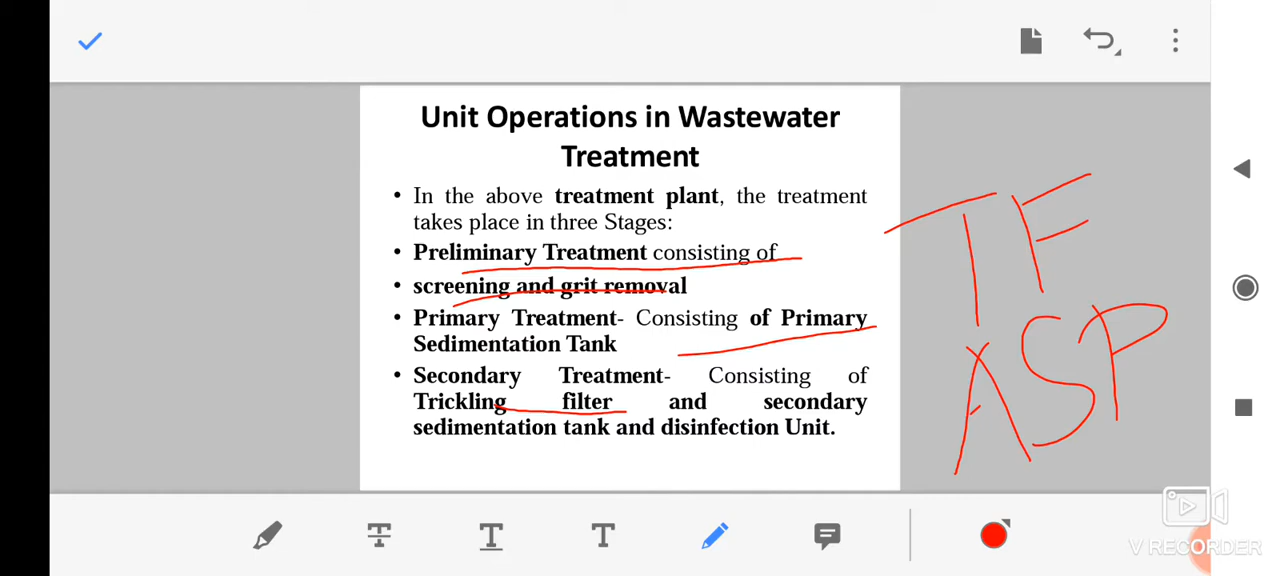 Unit Operations in Wastewater
Treatment
• In the above treatment plant, the treatment
takes place in three Stages:
• Preliminary Treatment consisting of
• screening and grit removal
• Primary Treatment- Consisting of Primary
Sedimentation Tank
• Secondary Treatment- Consisting of
Trickling filter and secondary
sedimentation tank and disinfection Unit.
TF
ASP
T
T
T
V RECORDER